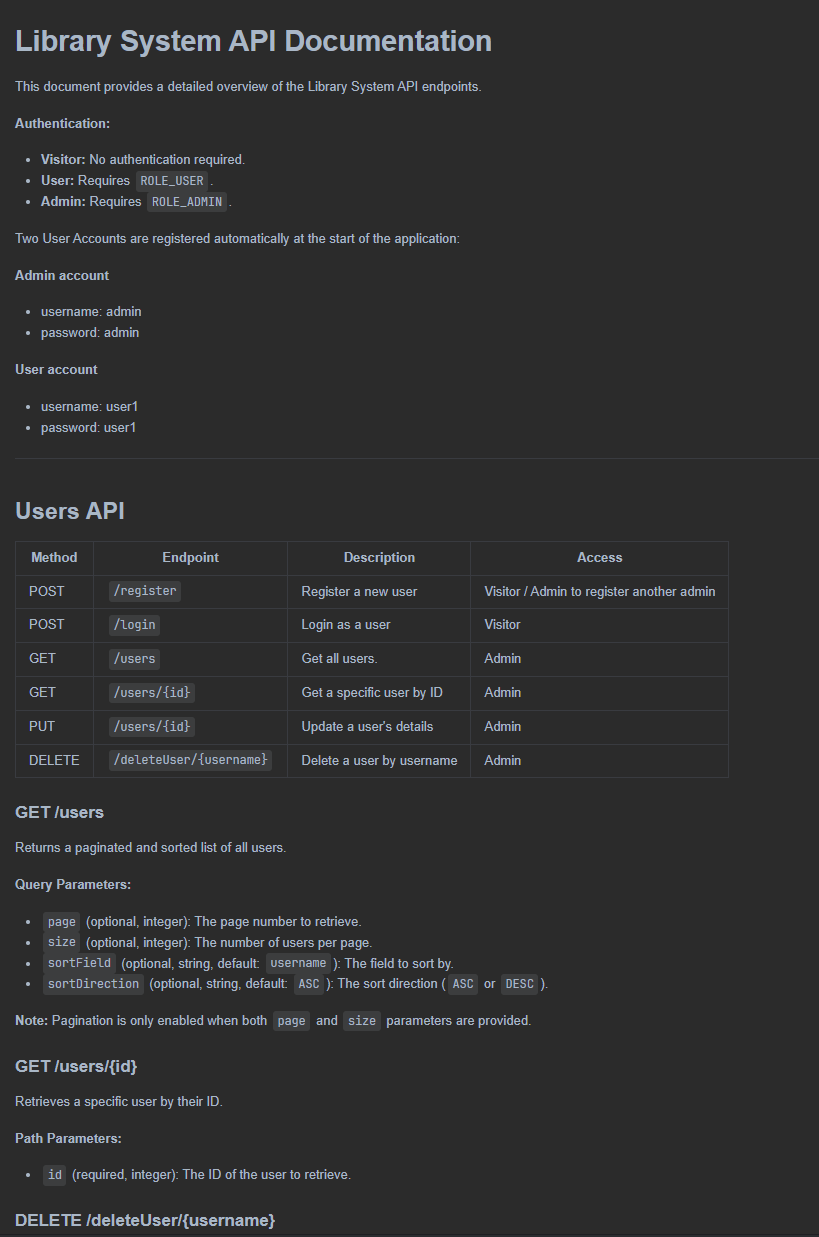 Library System API Documentation
This document provides a detailed overview of the Library System API endpoints.
Authentication:
• Visitor: No authentication required.
• User: Requires ROLE_USER .
• Admin: Requires ROLE_ADMIN .
Two User Accounts are registered automatically at the start of the application:
Admin account
• username: admin
• password: admin
User account
• username: user1
• password: user1
Users API
Method Endpoint Description Access
POST /register Register a new user Visitor / Admin to register another admin
POST /login Login as a user Visitor
GET /users Get all users. Admin
GET /users/{id} Get a specific user by ID Admin
PUT /users/{id} Update a user's details Admin
DELETE /deleteUser/{username} Delete a user by username Admin
GET /users
Returns a paginated and sorted list of all users.
Query Parameters:
• page (optional, integer): The page number to retrieve.
• size (optional, integer): The number of users per page.
• sortField (optional, string, default: username ): The field to sort by.
• sortDirection (optional, string, default: ASC ): The sort direction ( ASC or DESC ).
Note: Pagination is only enabled when both page and size parameters are provided.
GET /users/{id}
Retrieves a specific user by their ID.
Path Parameters:
• id (required, integer): The ID of the user to retrieve.
DELETE /deleteUser/{username}